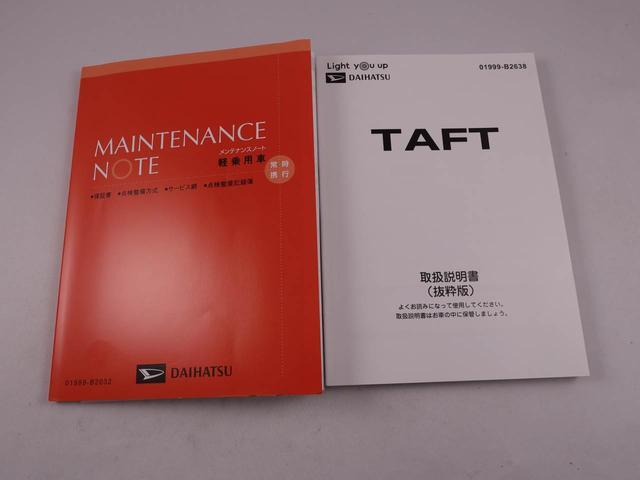 MAINTENANCE
NOTE
メンテナンスノート
軽乗用車
常時
携行
●保証書 ●点検整備方式 ●サービス網 ●点検整備記録簿
DAIHATSU
01999-B2032
Light you up
DAIHATSU
01999-B2638
TAFT
取扱説明書
(抜粋版)
よくお読みになって使用してください。
取扱説明書はお車の中に保管しましょう。